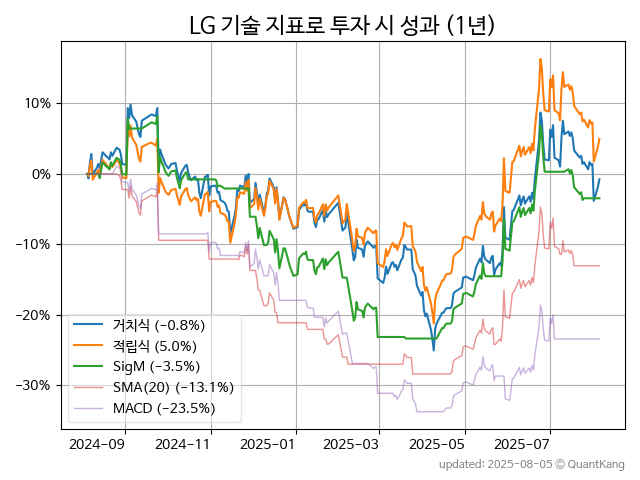 LG 기술 지표로 투자 시 성과 (1년)
10%
0%
−10%
−20%
−30%
거치식 (−0.8%)
적립식 (5.0%)
SigM (−3.5%)
SMA(20) (−13.1%)
MACD (−23.5%)
2024-09 2024-11 2025-01 2025-03 2025-05 2025-07
updated: 2025-08-05 © QuantKang